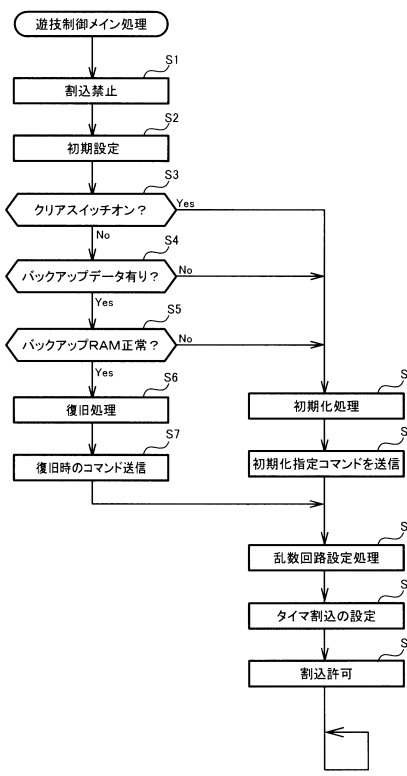 遊技制御メイン処理
S1
割込禁止
S2
初期設定
S3
クリアスイッチオン？
Yes
No
S4
バックアップデータ有り？
No
Yes
S5
バックアップRAM正常？
No
Yes
S6
復旧処理
S7
復旧時のコマンド送信
S
初期化処理
S
初期化指定コマンドを送信
S
乱数回路設定処理
S
タイマ割込の設定
S
割込許可